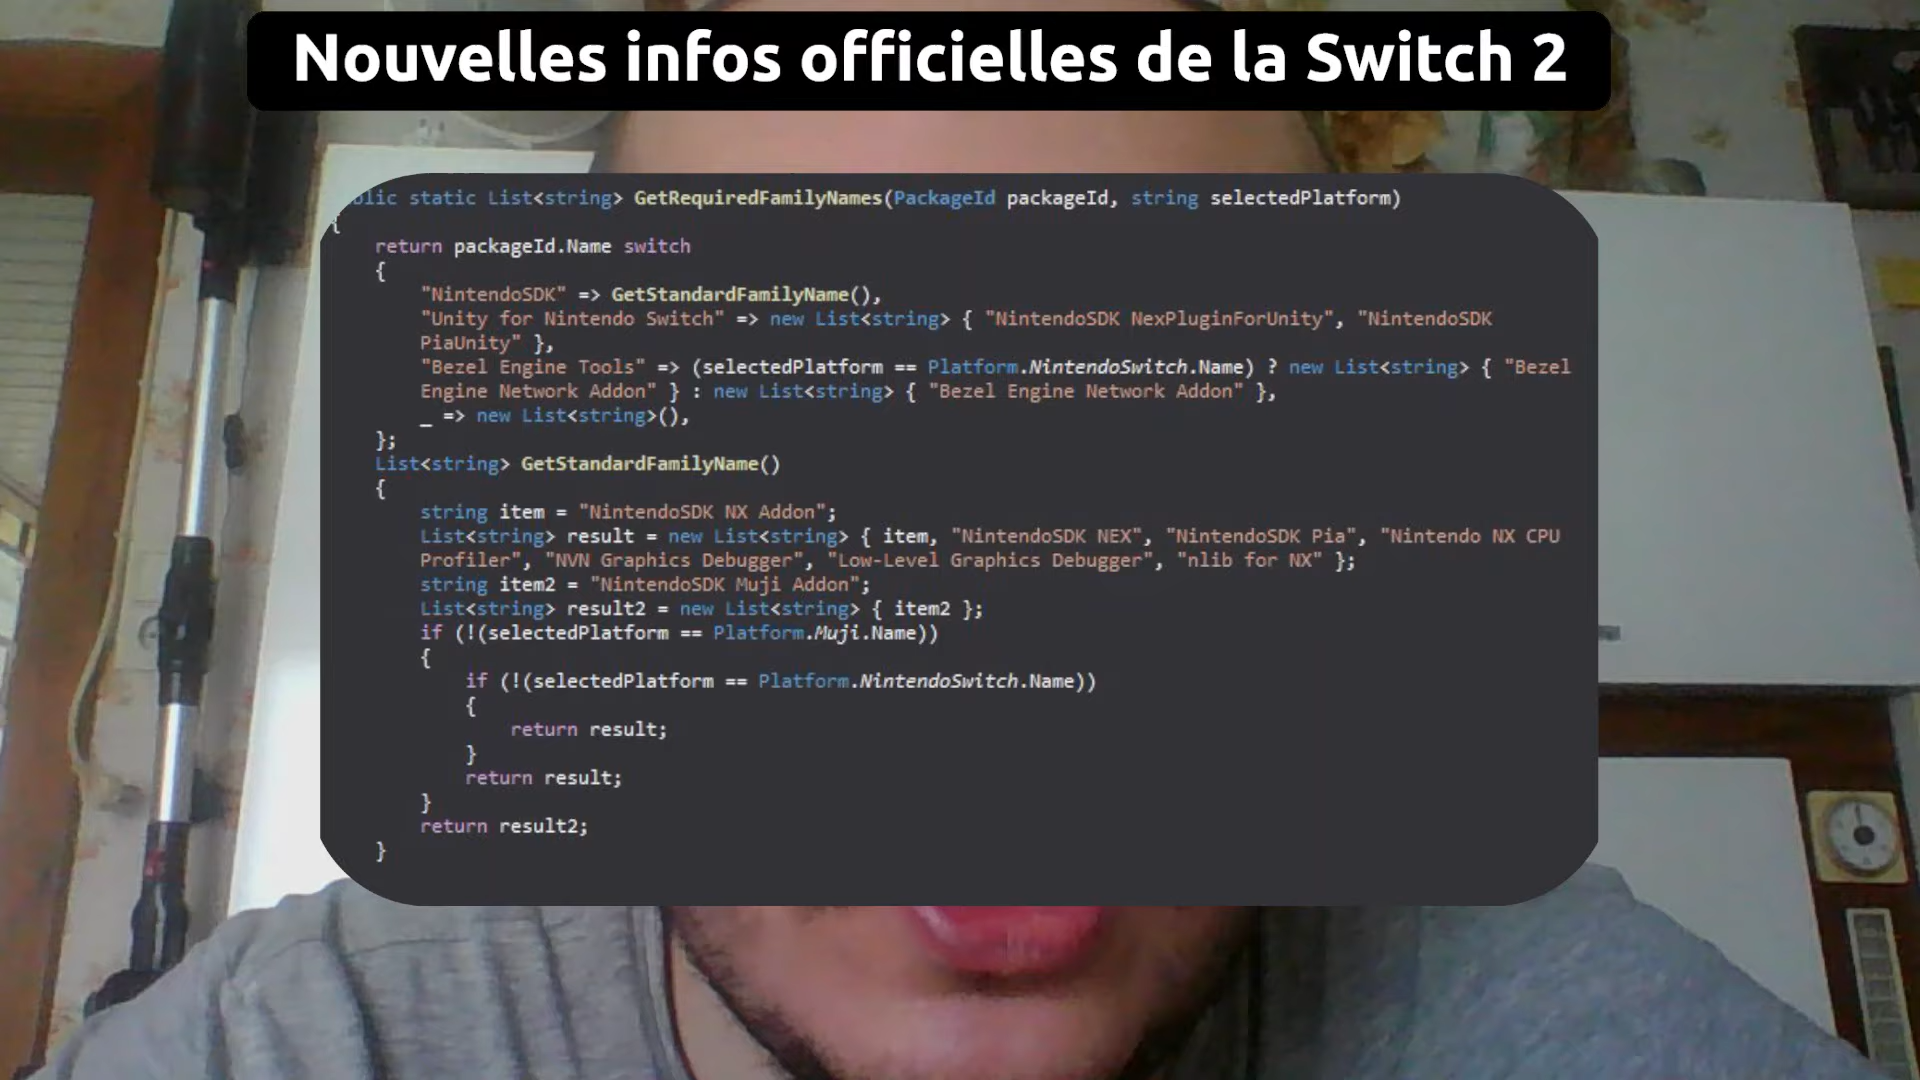 Nouvelles infos officielles de la Switch 2
blic static List<string> GetRequiredFamilyNames(PackageId packageId, string selectedPlatform)
{
return packageId.Name switch
{
"NintendoSDK" => GetStandardFamilyName(),
"Unity for Nintendo Switch" => new List<string> { "NintendoSDK NexPluginForUnity", "NintendoSDK
PiaUnity" },
"Bezel Engine Tools" => (selectedPlatform == Platform.NintendoSwitch.Name) ? new List<string> { "Bezel
Engine Network Addon" } : new List<string> { "Bezel Engine Network Addon" },
_ => new List<string>(),
};
List<string> GetStandardFamilyName()
{
string item = "NintendoSDK NX Addon";
List<string> result = new List<string> { item, "NintendoSDK NEX", "NintendoSDK Pia", "Nintendo NX CPU
Profiler", "NVN Graphics Debugger", "Low-Level Graphics Debugger", "nlib for NX" };
string item2 = "NintendoSDK Muji Addon";
List<string> result2 = new List<string> { item2 };
if (!(selectedPlatform == Platform.Muji.Name))
{
if (!(selectedPlatform == Platform.NintendoSwitch.Name))
{
return result;
}
return result;
}
return result2;
}